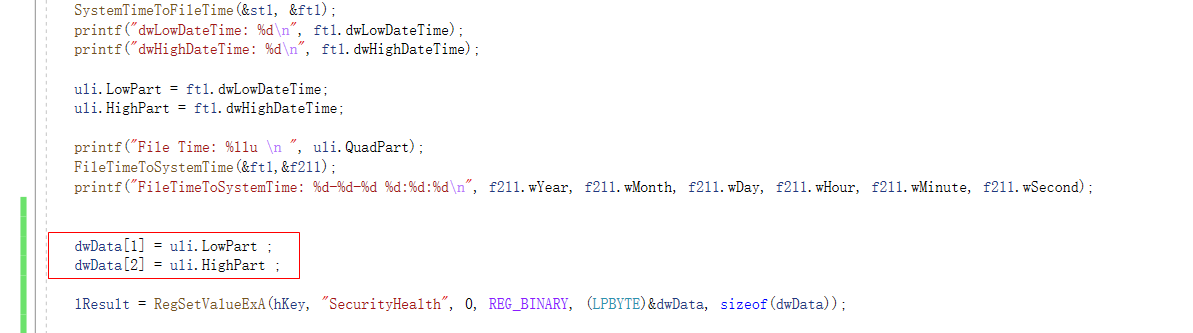 SystemTimeToFileTime(&st1, &ft1);
printf("dwLowDateTime: %d\n", ft1.dwLowDateTime);
printf("dwHighDateTime: %d\n", ft1.dwHighDateTime);
uli.LowPart = ft1.dwLowDateTime;
uli.HighPart = ft1.dwHighDateTime;
printf("File Time: %llu \n ", uli.QuadPart);
FileTimeToSystemTime(&ft1,&f211);
printf("FileTimeToSystemTime: %d-%d-%d %d:%d:%d\n", f211.wYear, f211.wMonth, f211.wDay, f211.wHour, f211.wMinute, f211.wSecond);
dwData[1] = uli.LowPart ;
dwData[2] = uli.HighPart ;
lResult = RegSetValueExA(hKey, "SecurityHealth", 0, REG_BINARY, (LPBYTE)&dwData, sizeof(dwData));